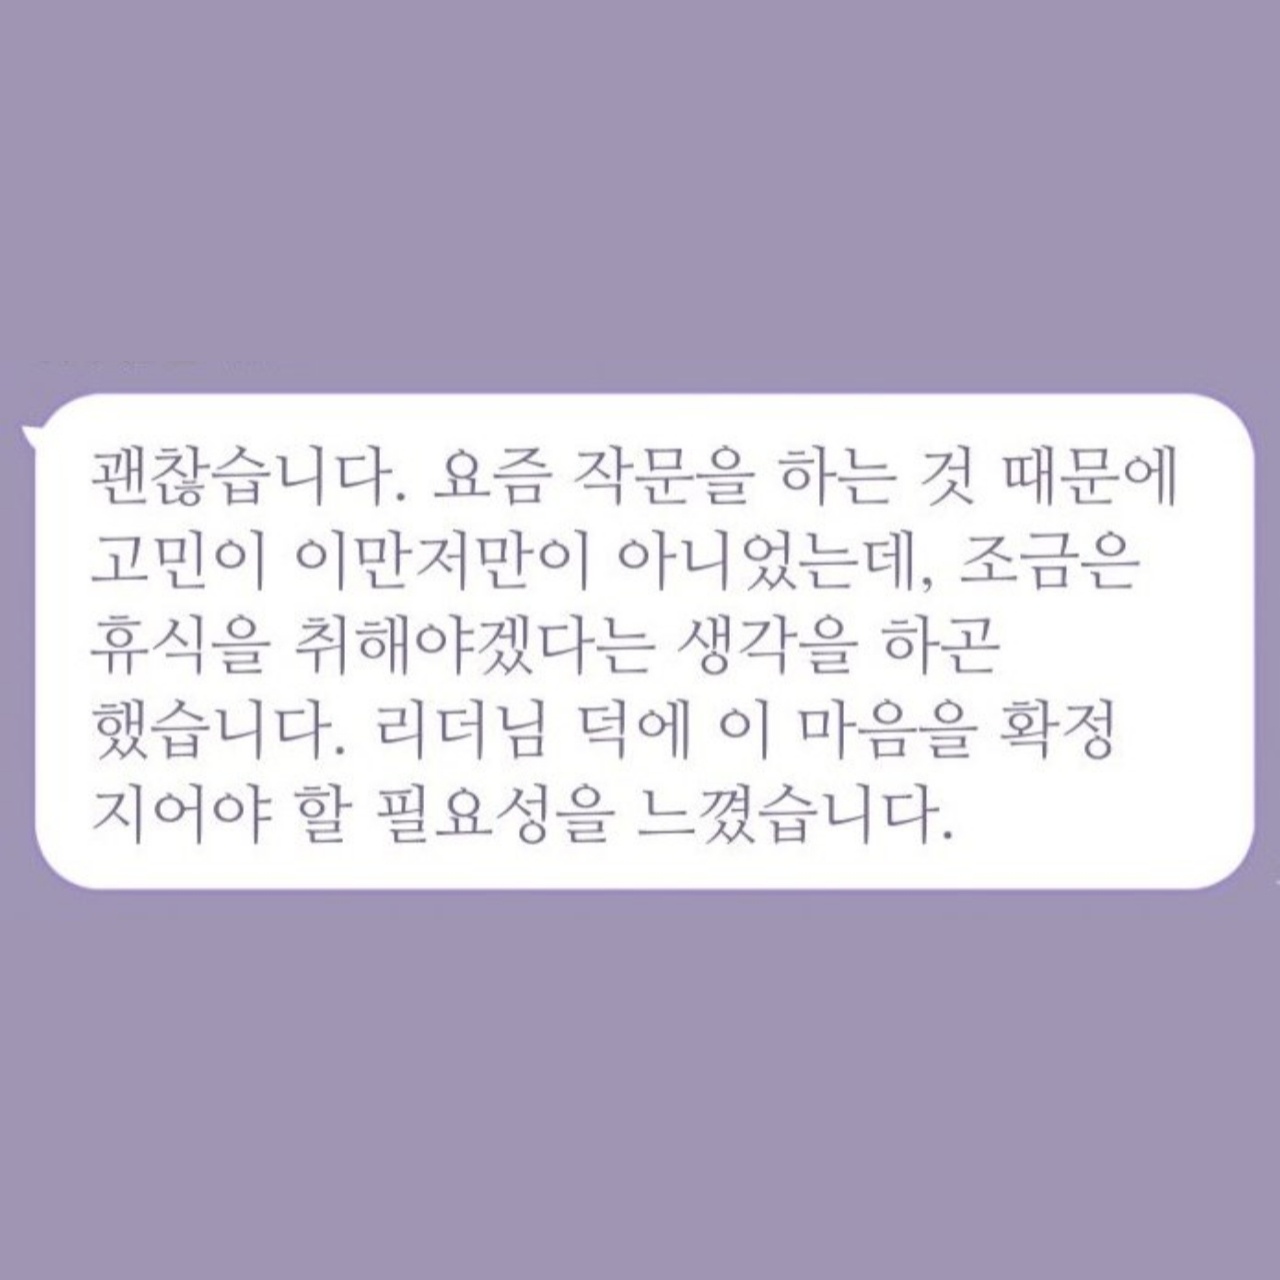 괜찮습니다. 요즘 작문을 하는 것 때문에
고민이 이만저만이 아니었는데, 조금은
휴식을 취해야겠다는 생각을 하곤
했습니다. 리더님 덕에 이 마음을 확정
지어야 할 필요성을 느꼈습니다.